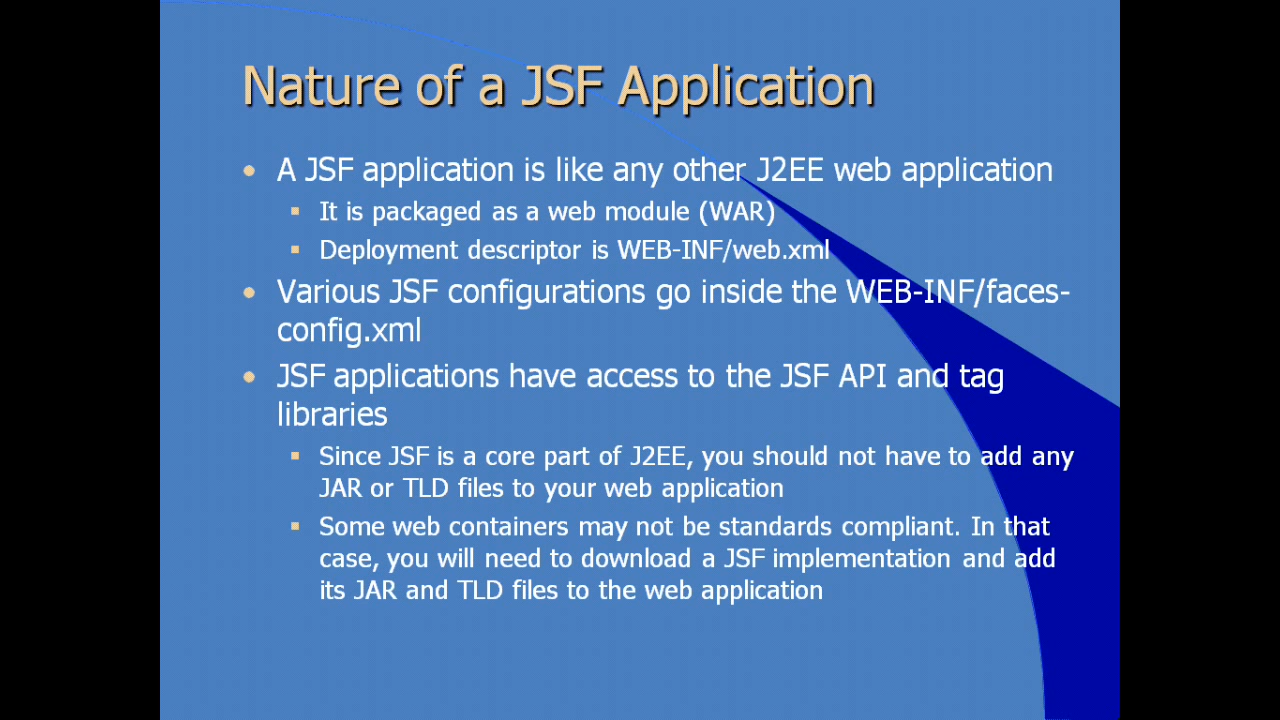 Nature of a JSF Application
• A JSF application is like any other J2EE web application
▪ It is packaged as a web module (WAR)
▪ Deployment descriptor is WEB-INF/web.xml
• Various JSF configurations go inside the WEB-INF/faces-
config.xml
• JSF applications have access to the JSF API and tag
libraries
▪ Since JSF is a core part of J2EE, you should not have to add any
JAR or TLD files to your web application
▪ Some web containers may not be standards compliant. In that
case, you will need to download a JSF implementation and add
its JAR and TLD files to the web application